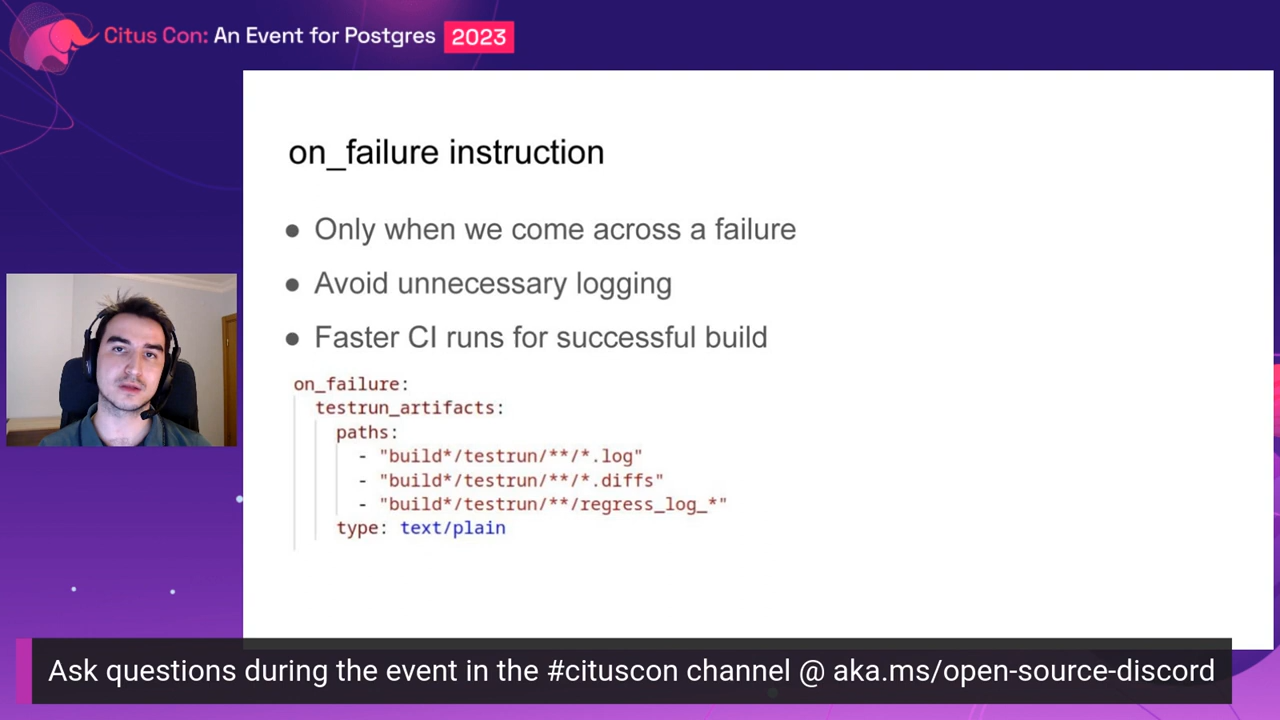 Citus Con: An Event for Postgres 2023
on_failure instruction
● Only when we come across a failure
● Avoid unnecessary logging
● Faster CI runs for successful build
on_failure:
testrun_artifacts:
paths:
- "build*/testrun/**/*.log"
- "build*/testrun/**/*.diffs"
- "build*/testrun/**/regress_log_*"
type: text/plain
Ask questions during the event in the #cituscon channel @ aka.ms/open-source-discord